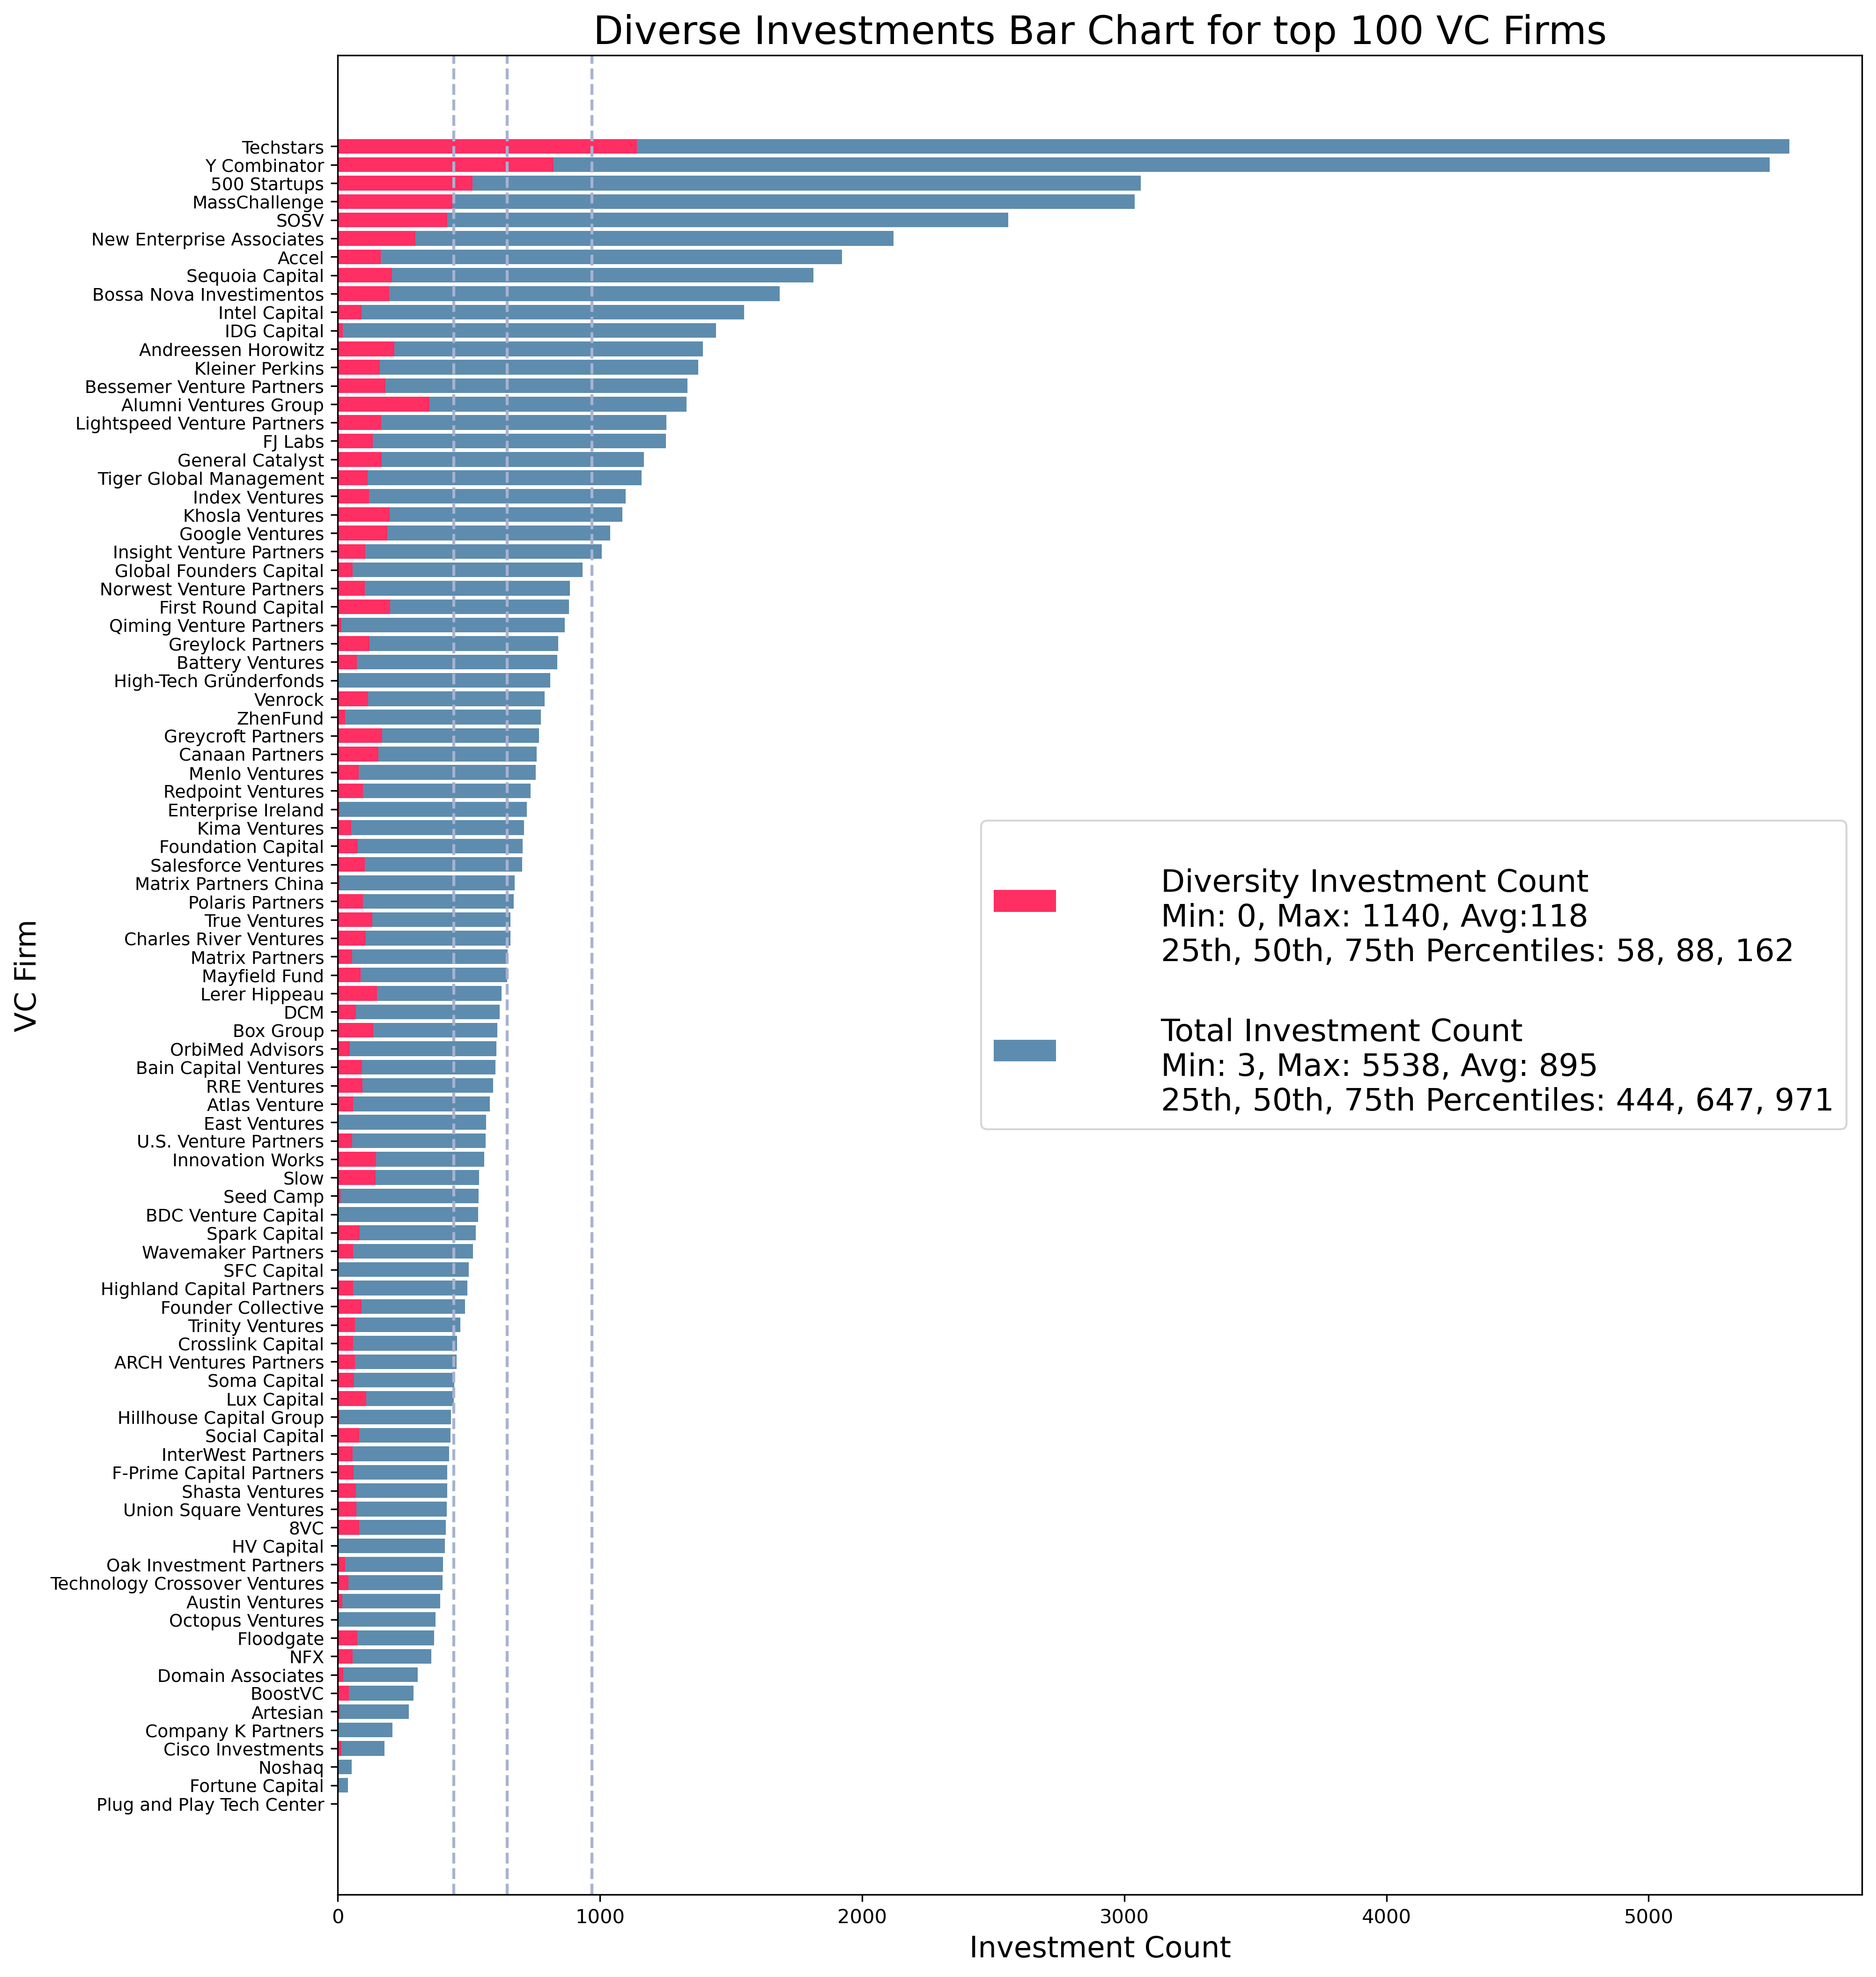 Diverse Investments Bar Chart for top 100 VC Firms
VC Firm
Techstars
Y Combinator
500 Startups
MassChallenge
SOSV
New Enterprise Associates
Accel
Sequoia Capital
Bossa Nova Investimentos
Intel Capital
IDG Capital
Andreessen Horowitz
Kleiner Perkins
Bessemer Venture Partners
Alumni Ventures Group
Lightspeed Venture Partners
FJ Labs
General Catalyst
Tiger Global Management
Index Ventures
Khosla Ventures
Google Ventures
Insight Venture Partners
Global Founders Capital
Norwest Venture Partners
First Round Capital
Qiming Venture Partners
Greylock Partners
Battery Ventures
High-Tech Gründerfonds
Venrock
ZhenFund
Greycroft Partners
Canaan Partners
Menlo Ventures
Redpoint Ventures
Enterprise Ireland
Kima Ventures
Foundation Capital
Salesforce Ventures
Matrix Partners China
Polaris Partners
True Ventures
Charles River Ventures
Matrix Partners
Mayfield Fund
Lerer Hippeau
DCM
Box Group
OrbiMed Advisors
Bain Capital Ventures
RRE Ventures
Atlas Venture
East Ventures
U.S. Venture Partners
Innovation Works
Slow
Seed Camp
BDC Venture Capital
Spark Capital
Wavemaker Partners
SFC Capital
Highland Capital Partners
Founder Collective
Trinity Ventures
Crosslink Capital
ARCH Ventures Partners
Soma Capital
Lux Capital
Hillhouse Capital Group
Social Capital
InterWest Partners
F-Prime Capital Partners
Shasta Ventures
Union Square Ventures
8VC
HV Capital
Oak Investment Partners
Technology Crossover Ventures
Austin Ventures
Octopus Ventures
Floodgate
NFX
Domain Associates
BoostVC
Artesian
Company K Partners
Cisco Investments
Noshaq
Fortune Capital
Plug and Play Tech Center
Diversity Investment Count
Min: 0, Max: 1140, Avg:118
25th, 50th, 75th Percentiles: 58, 88, 162
Total Investment Count
Min: 3, Max: 5538, Avg: 895
25th, 50th, 75th Percentiles: 444, 647, 971
0 1000 2000 3000 4000 5000
Investment Count